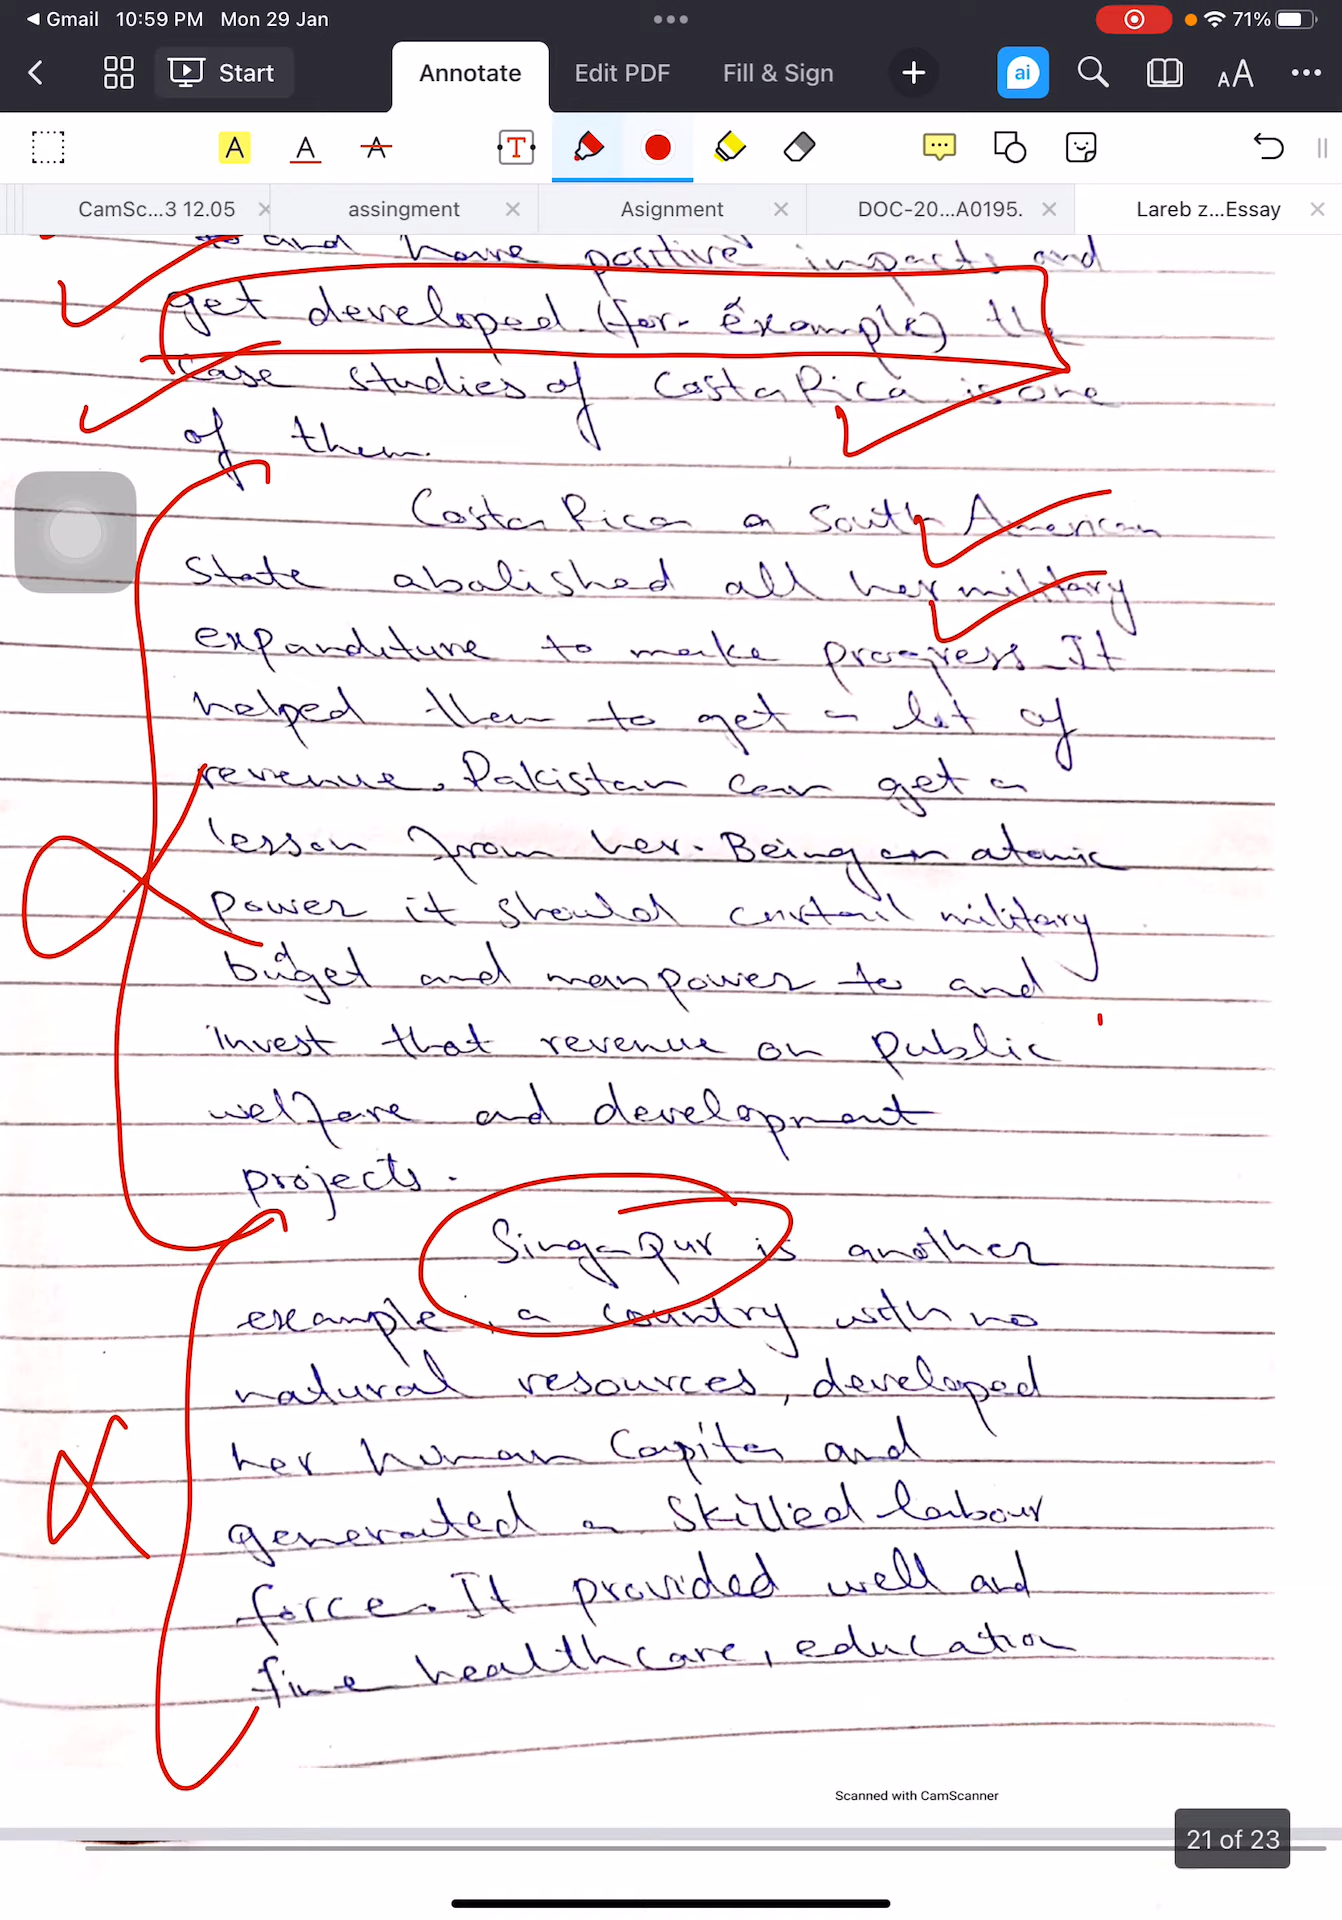 Gmail 10:59 PM Mon 29 Jan 71%
Start Annotate Edit PDF Fill & Sign ai AA
A A A T
CamSc...3 12.05 assingment Asignment DOC-20...A0195. Lareb z...Essay
to and have positive impacts and
get developed (for example) the
case studies of Costa Rica is one
of them.
Costa Rica a South American
state abalished all her military
expanditure to make progress. It
helped them to get a lot of
revenue. Pakistan can get a
lesson from her. Being an atomic
power it should curtail military
budget and manpower to and
invest that revenue on public
welfare and development
projects.
Singapur is another
example, a country with no
natural resources, developed
her human Capital and
generated a skilled labour
force. It provided well and
fine healthcare, education
Scanned with CamScanner
21 of 23